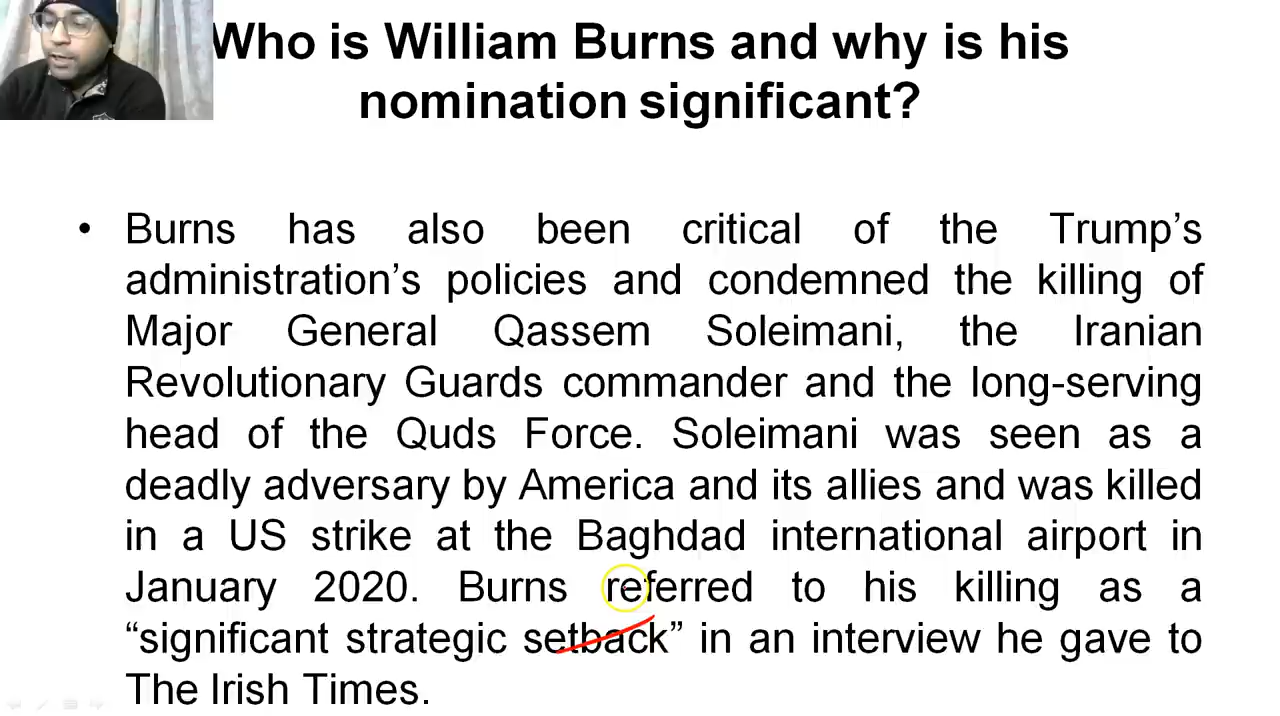 Who is William Burns and why is his
nomination significant?
• Burns has also been critical of the Trump’s
administration’s policies and condemned the killing of
Major General Qassem Soleimani, the Iranian
Revolutionary Guards commander and the long-serving
head of the Quds Force. Soleimani was seen as a
deadly adversary by America and its allies and was killed
in a US strike at the Baghdad international airport in
January 2020. Burns referred to his killing as a
“significant strategic setback” in an interview he gave to
The Irish Times.